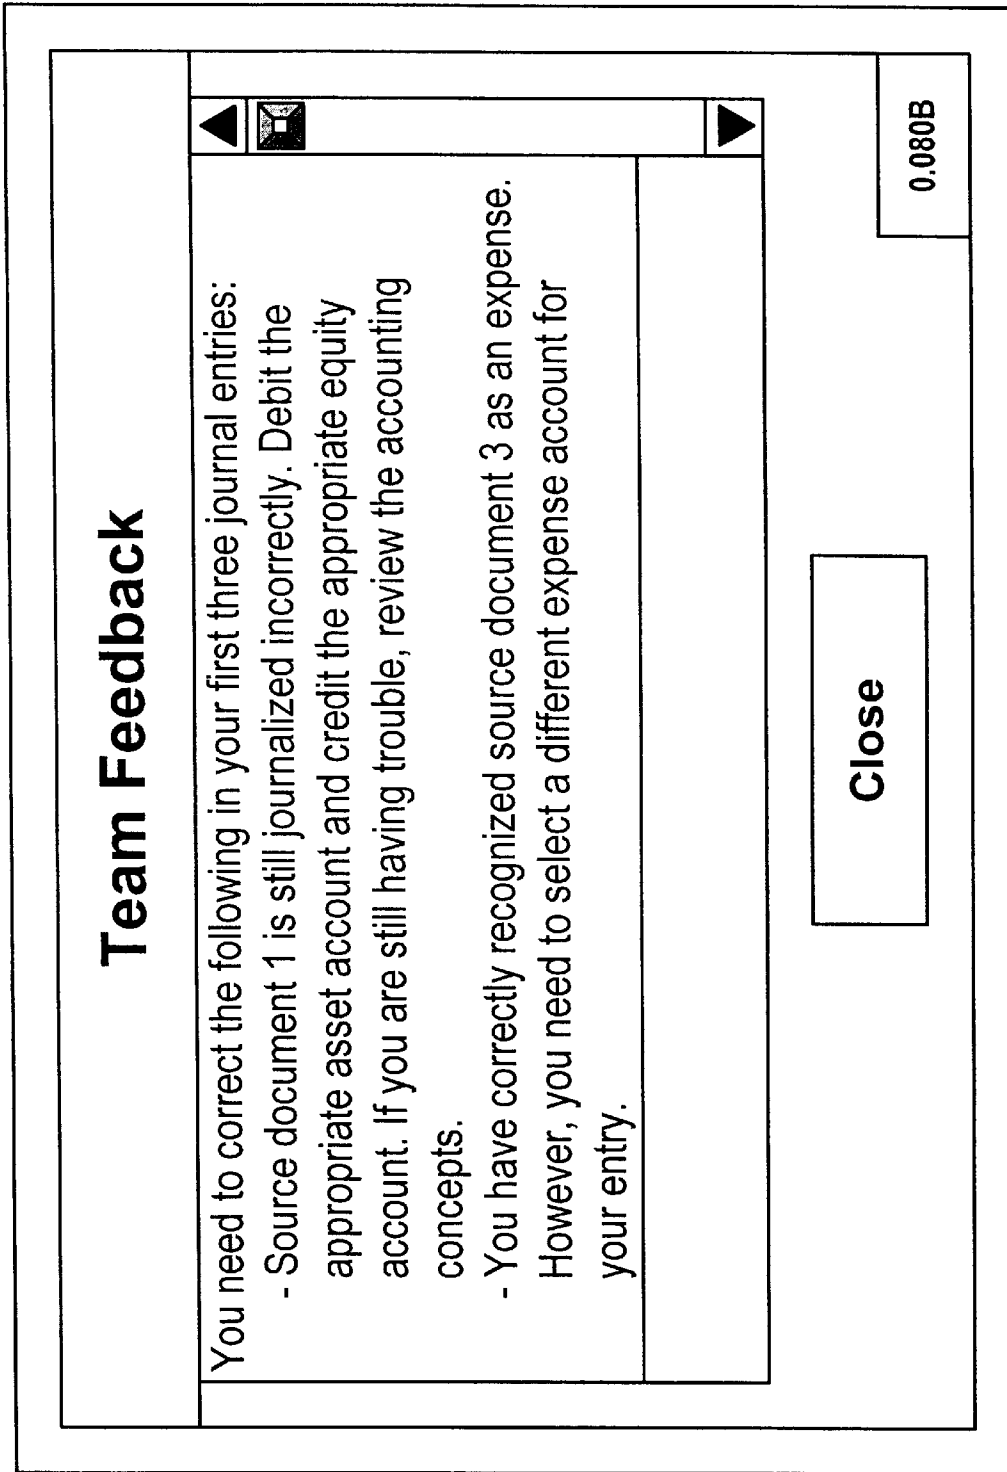 Team Feedback
You need to correct the following in your first three journal entries:
- Source document 1 is still journalized incorrectly. Debit the
appropriate asset account and credit the appropriate equity
account. If you are still having trouble, review the accounting
concepts.
- You have correctly recognized source document 3 as an expense.
However, you need to select a different expense account for
your entry.
Close
0.080B